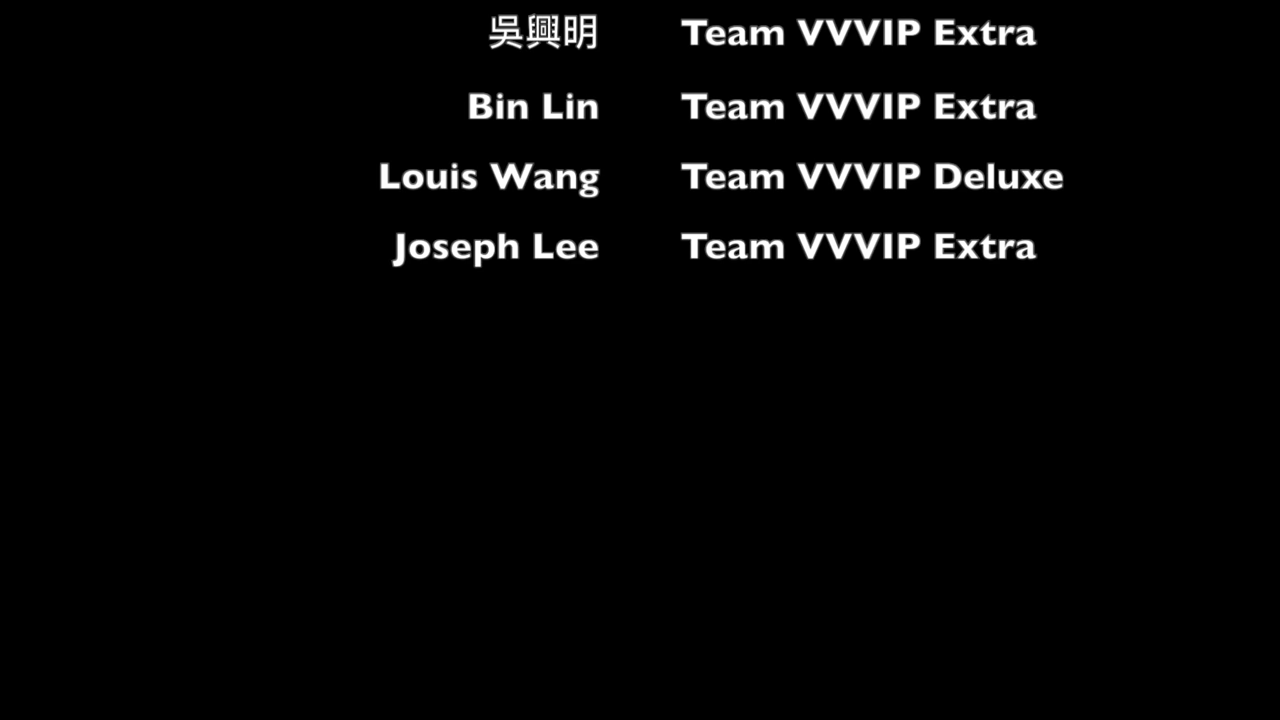 吳興明 Team VVVIP Extra
Bin Lin Team VVVIP Extra
Louis Wang Team VVVIP Deluxe
Joseph Lee Team VVVIP Extra